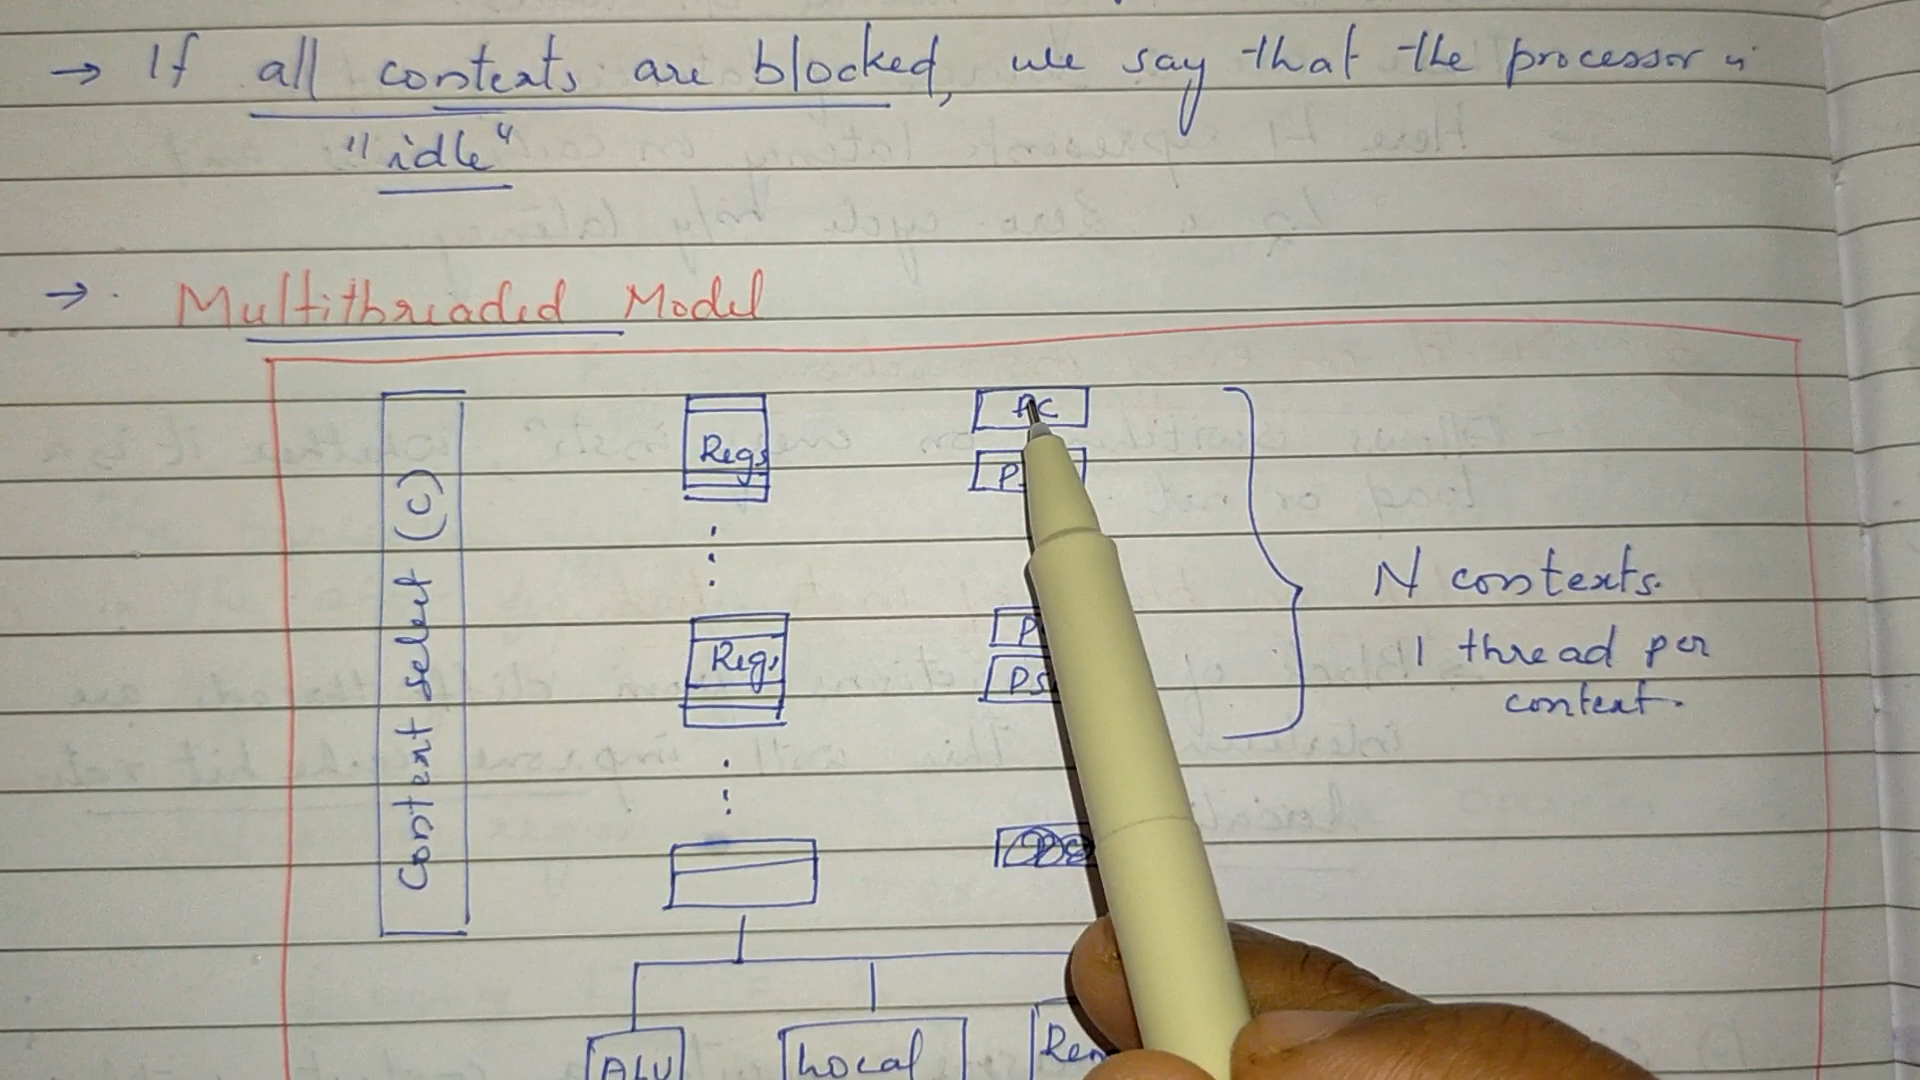 → If all contexts are blocked, we say that the processor is
"idle"
→ Multithreaded Model
Context select (c)
Regs
PC
N contexts.
Regs
1 thread per
context.
ALU
Local